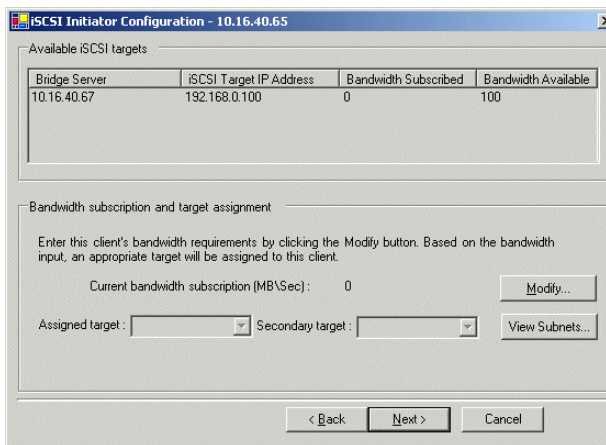 iSCSI Initiator Configuration - 10.16.40.65
Available iSCSI targets
Bridge Server iSCSI Target IP Address Bandwidth Subscribed Bandwidth Available
10.16.40.67 192.168.0.100 0 100
Bandwidth subscription and target assignment
Enter this client's bandwidth requirements by clicking the Modify button. Based on the bandwidth
input, an appropriate target will be assigned to this client.
Current bandwidth subscription (MB\Sec) : 0 Modify...
Assigned target : Secondary target : View Subnets...
< Back Next > Cancel